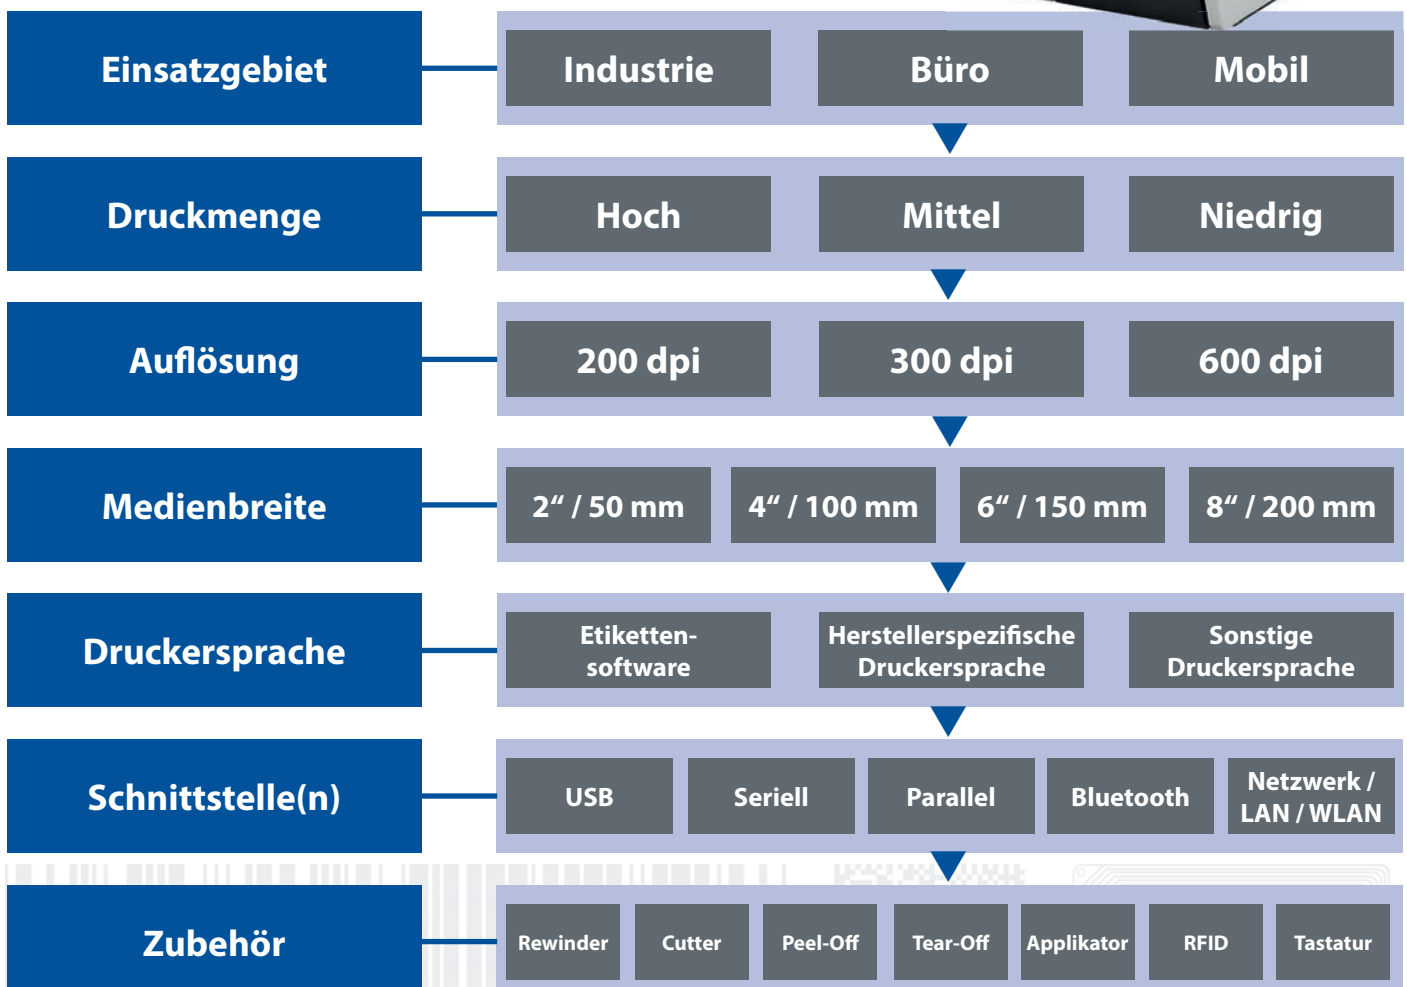 Einsatzgebiet
Industrie
Büro
Mobil
Druckmenge
Hoch
Mittel
Niedrig
Auflösung
200 dpi
300 dpi
600 dpi
Medienbreite
2“ / 50 mm
4“ / 100 mm
6“ / 150 mm
8“ / 200 mm
Druckersprache
Etiketten-
software
Herstellerspezifische
Druckersprache
Sonstige
Druckersprache
Schnittstelle(n)
USB
Seriell
Parallel
Bluetooth
Netzwerk /
LAN / WLAN
Zubehör
Rewinder
Cutter
Peel-Off
Tear-Off
Applikator
RFID
Tastatur